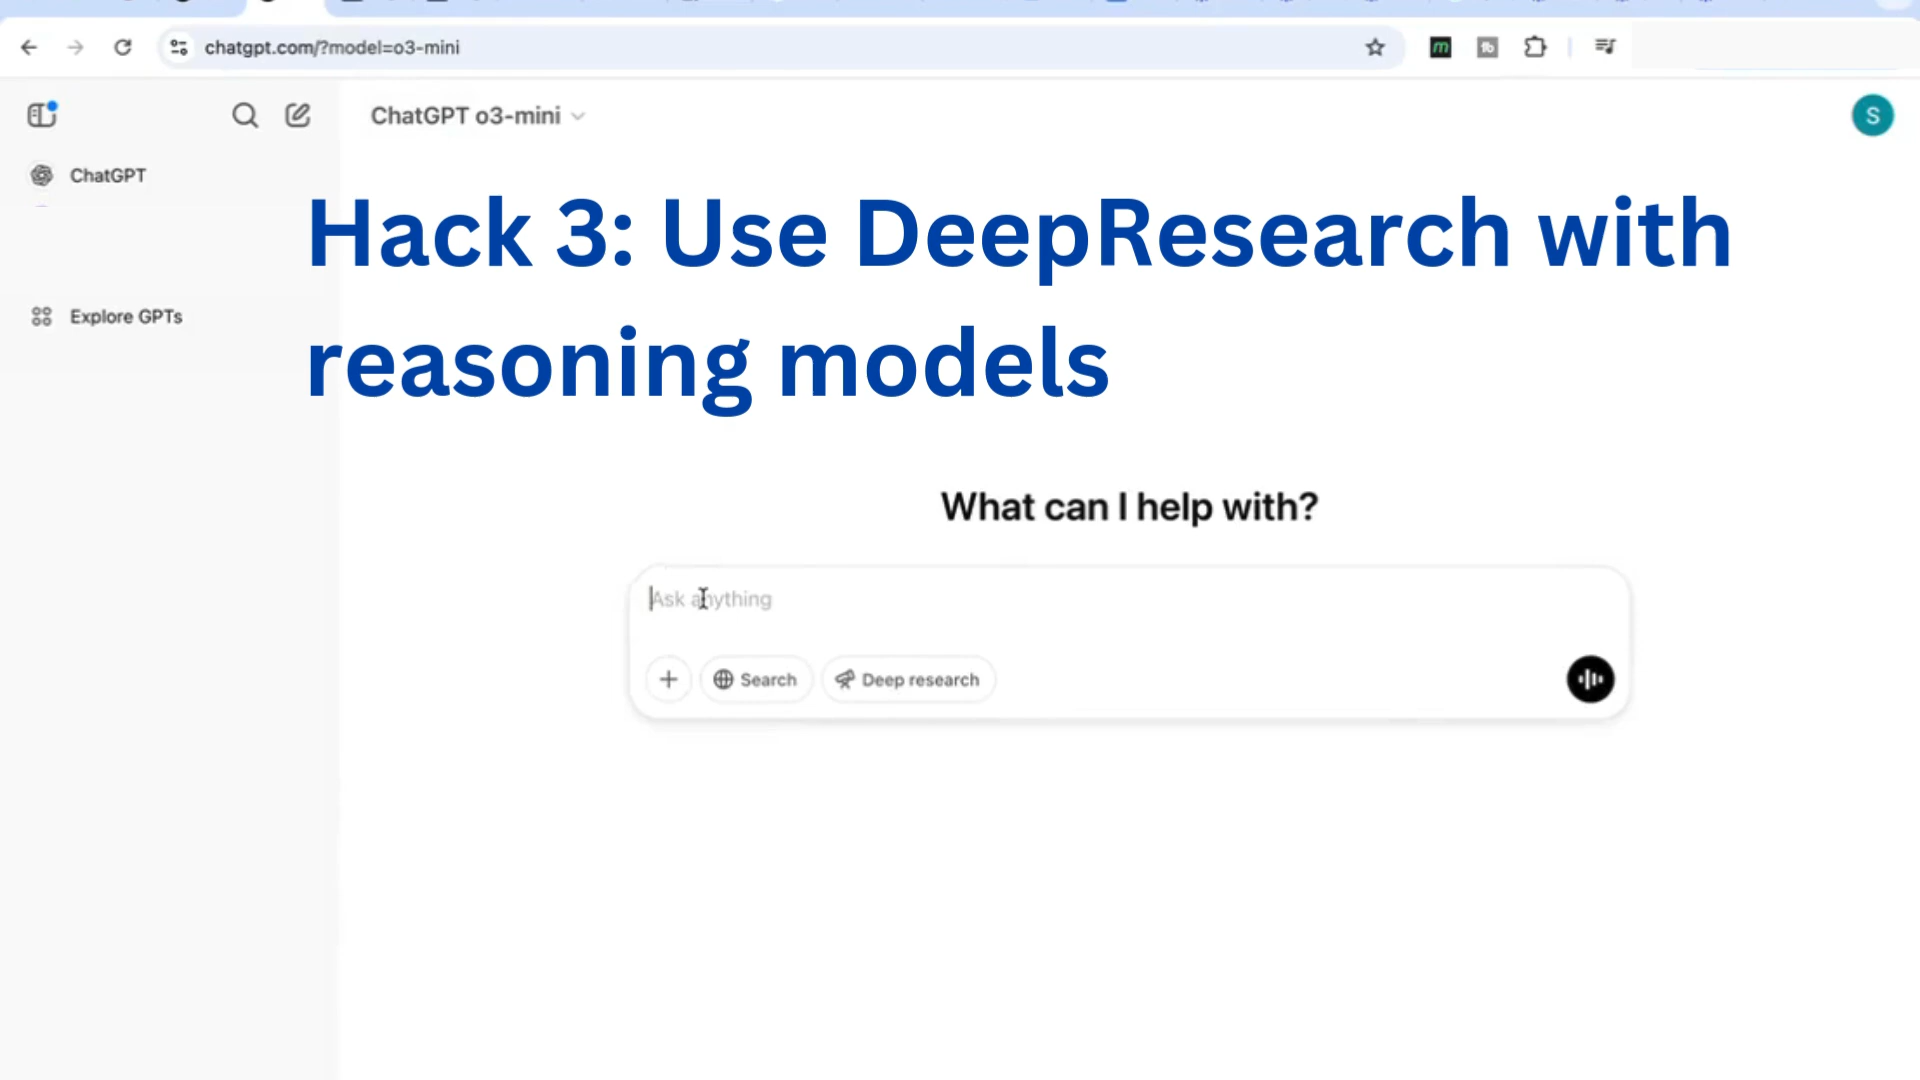 chatgpt.com/?model=o3-mini
ChatGPT o3-mini
S
ChatGPT
Hack 3: Use DeepResearch with
reasoning models
Explore GPTs
What can I help with?
Ask anything
Search
Deep research